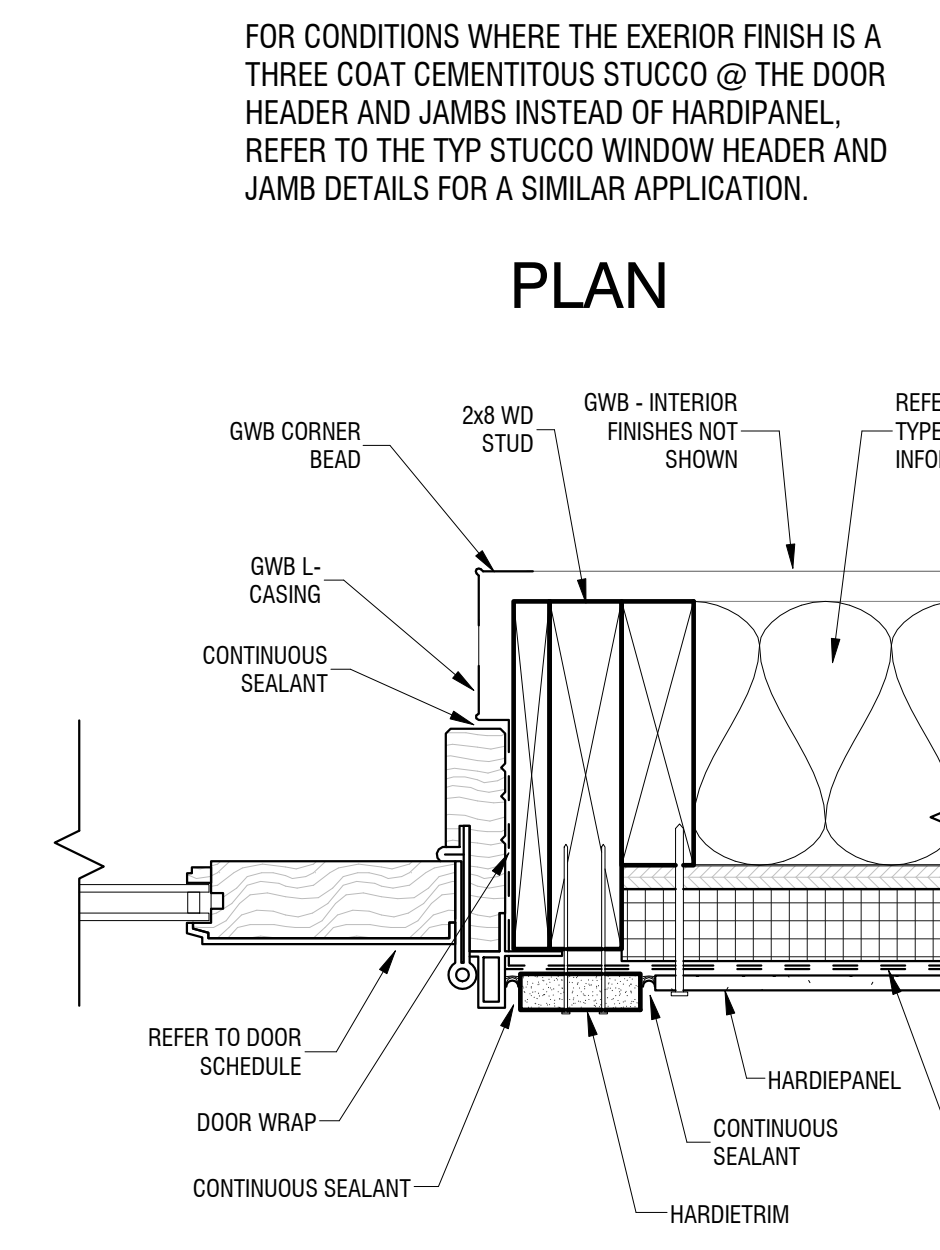 FOR CONDITIONS WHERE THE EXERIOR FINISH IS A
THREE COAT CEMENTITOUS STUCCO @ THE DOOR
HEADER AND JAMBS INSTEAD OF HARDIPANEL,
REFER TO THE TYP STUCCO WINDOW HEADER AND
JAMB DETAILS FOR A SIMILAR APPLICATION.
PLAN
GWB CORNER
BEAD
2x8 WD
STUD
GWB - INTERIOR
FINISHES NOT
SHOWN
REFE
TYPE
INFO
GWB L-
CASING
CONTINUOUS
SEALANT
REFER TO DOOR
SCHEDULE
DOOR WRAP
CONTINUOUS SEALANT
HARDIEPANEL
CONTINUOUS
SEALANT
HARDIETRIM